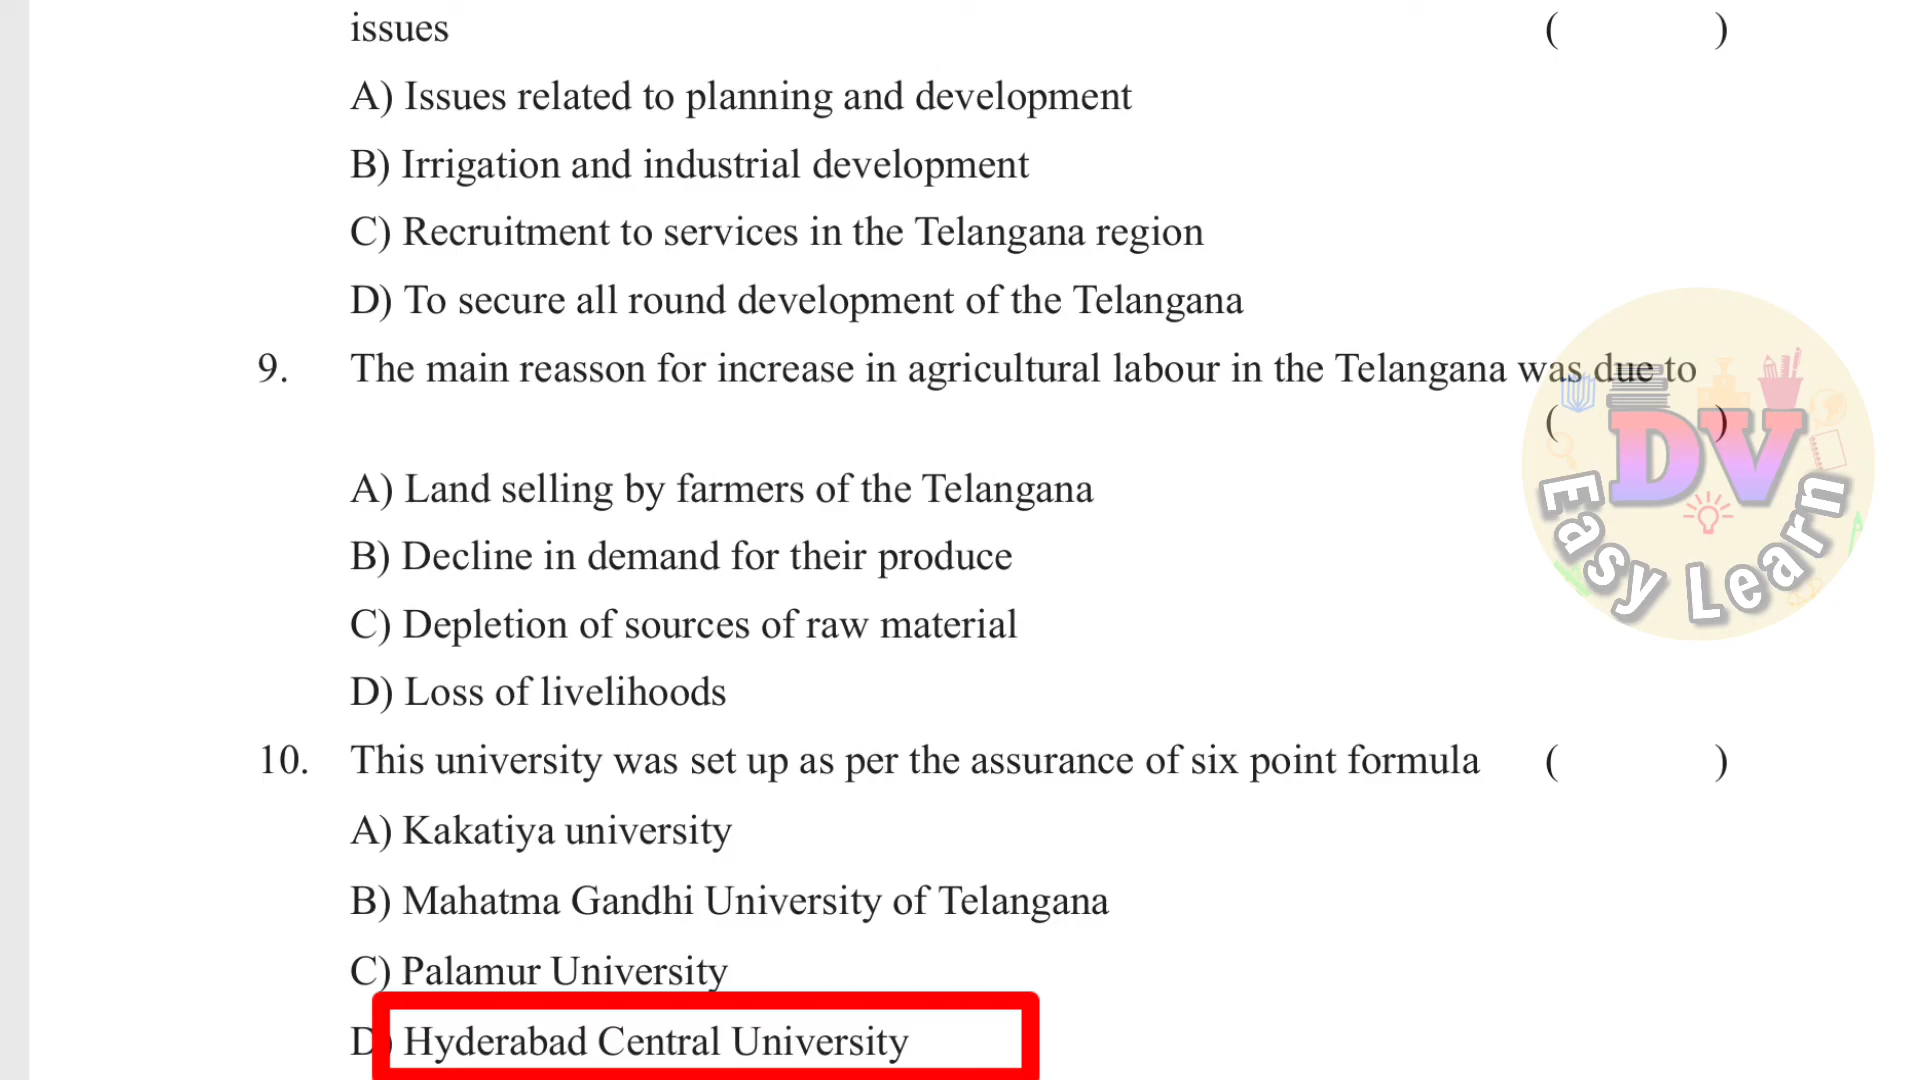 issues ( )
A) Issues related to planning and development
B) Irrigation and industrial development
C) Recruitment to services in the Telangana region
D) To secure all round development of the Telangana
9. The main reasson for increase in agricultural labour in the Telangana was due to
( )
A) Land selling by farmers of the Telangana
B) Decline in demand for their produce
C) Depletion of sources of raw material
D) Loss of livelihoods
10. This university was set up as per the assurance of six point formula ( )
A) Kakatiya university
B) Mahatma Gandhi University of Telangana
C) Palamur University
D) Hyderabad Central University
DV
Easy Learn